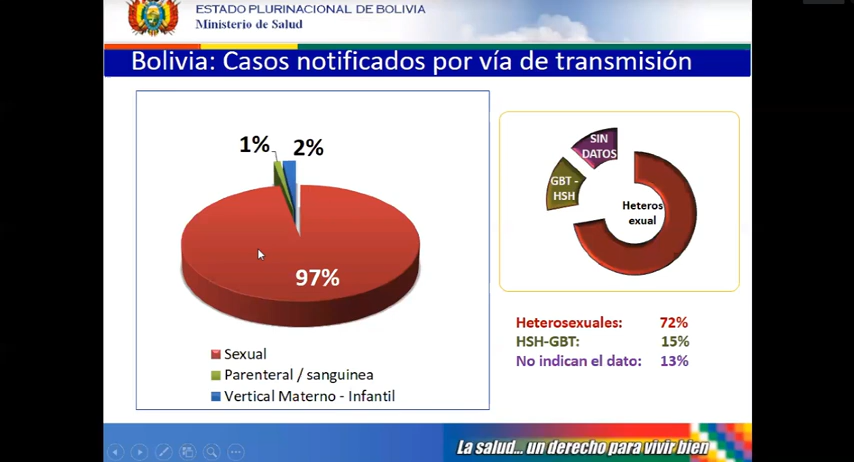 ESTADO PLURINACIONAL DE BOLIVIA
Ministerio de Salud
Bolivia: Casos notificados por vía de transmisión
1%
2%
97%
Sexual
Parenteral / sanguinea
Vertical Materno - Infantil
SIN
DATOS
GBT -
HSH
Heteros
exual
Heterosexuales: 72%
HSH-GBT: 15%
No indican el dato: 13%
La salud... un derecho para vivir bien